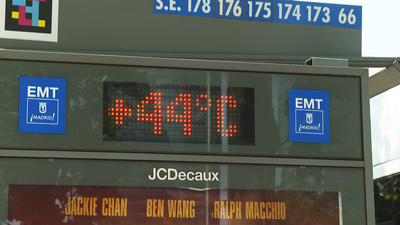 S.E. 178 176 175 174 173 66
EMT
¡MADRID!
+44°C
EMT
¡MADRID!
JCDecaux
JACKIE CHAN BEN WANG RALPH MACCHIO